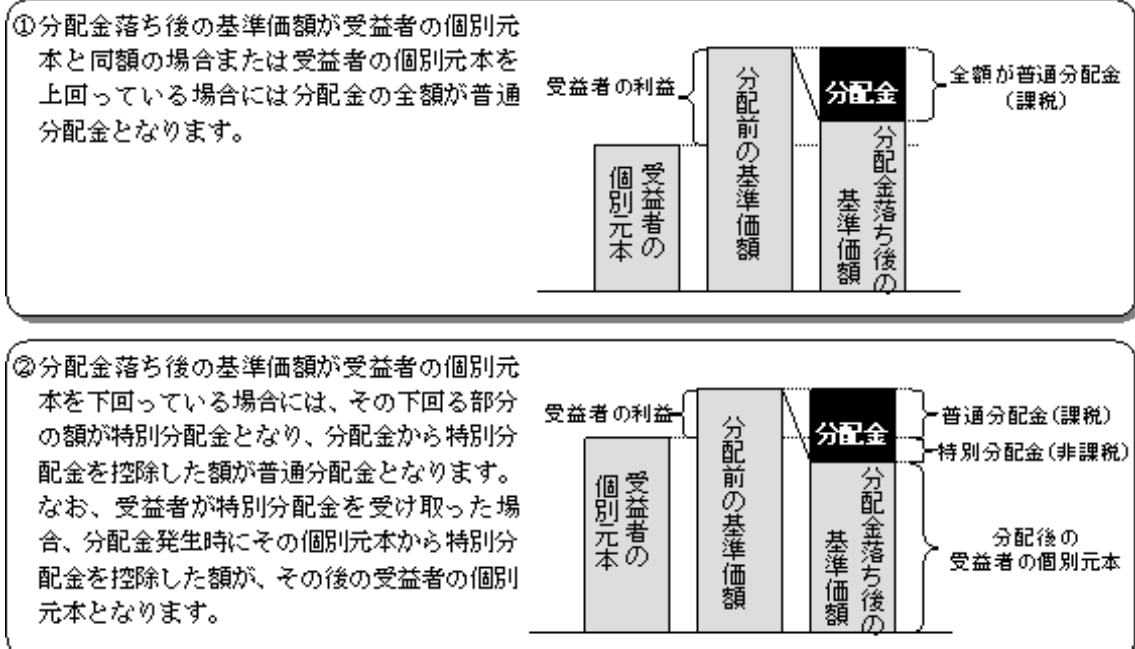 ①分配金落ち後の基準価額が受益者の個別元
本と同額の場合または受益者の個別元本を
上回っている場合には分配金の全額が普通
分配金となります。
受益者の利益
受益者の
個別元本
分配前の基準価額
分配金
分配金落ち後の
基準価額
全額が普通分配金
(課税)
②分配金落ち後の基準価額が受益者の個別元
本を下回っている場合には、その下回る部分
の額が特別分配金となり、分配金から特別分
配金を控除した額が普通分配金となります。
なお、受益者が特別分配金を受け取った場
合、分配金発生時にその個別元本から特別分
配金を控除した額が、その後の受益者の個別
元本となります。
受益者の利益
受益者の
個別元本
分配前の基準価額
分配金
分配金落ち後の
基準価額
普通分配金(課税)
特別分配金(非課税)
分配後の
受益者の個別元本